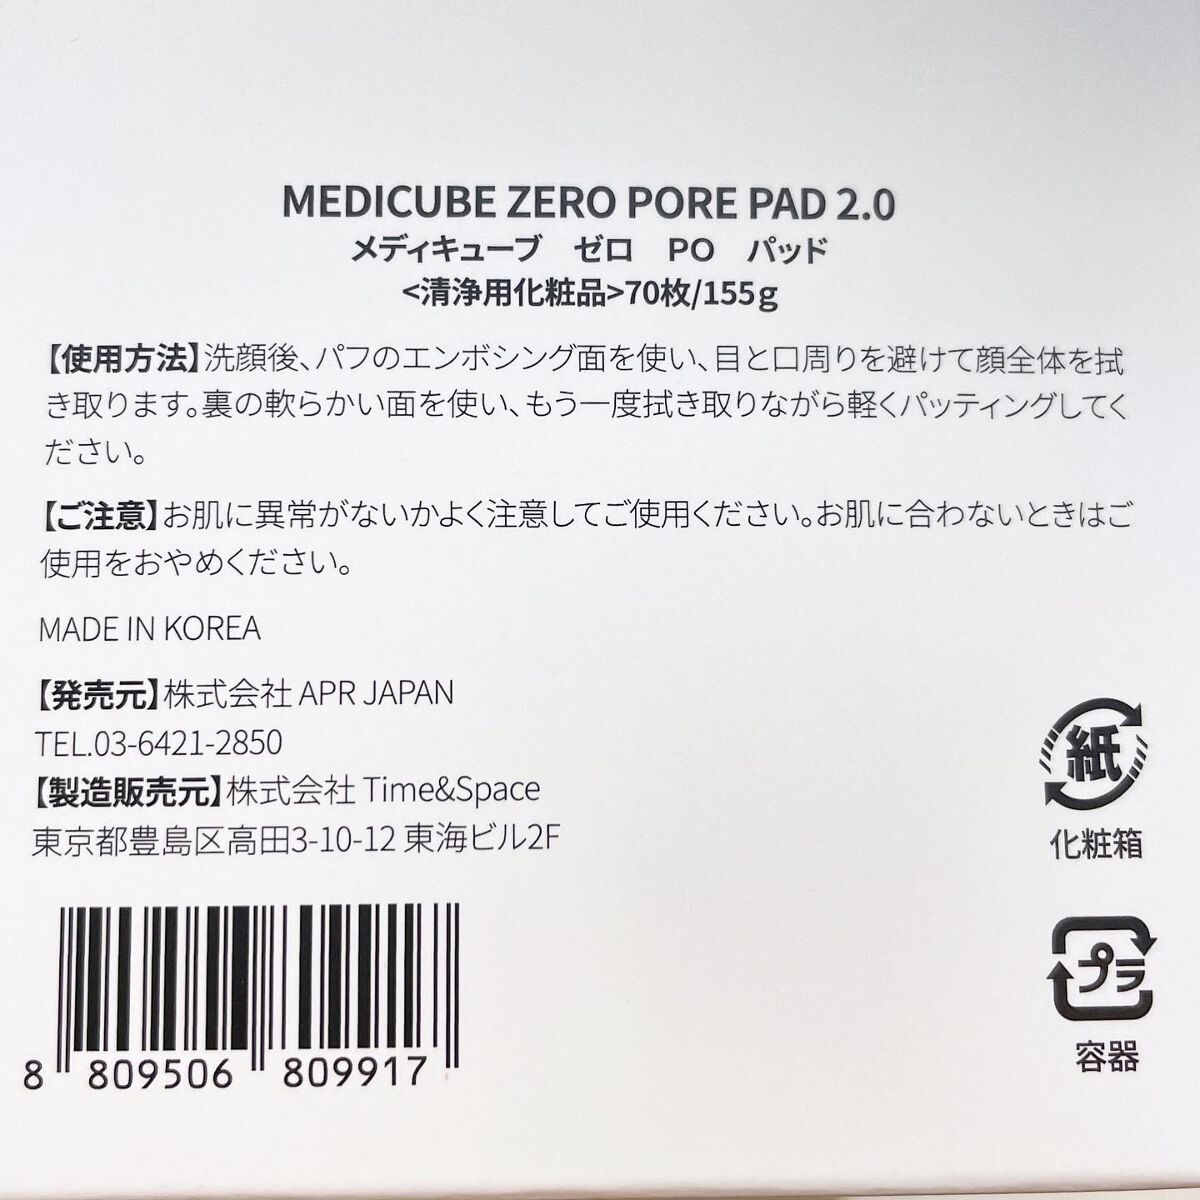 MEDICUBE ZERO PORE PAD 2.0
メディキューブ　ゼロ　PO　パッド
<清浄用化粧品>70枚/155g
【使用方法】洗顔後、パフのエンボシング面を使い、目と口周りを避けて顔全体を拭
き取ります。裏の軟らかい面を使い、もう一度拭き取りながら軽くパッティングしてく
ださい。
【ご注意】お肌に異常がないかよく注意してご使用ください。お肌に合わないときはご
使用をおやめください。
MADE IN KOREA
【発売元】株式会社 APR JAPAN
TEL.03-6421-2850
【製造販売元】株式会社 Time&Space
東京都豊島区高田3-10-12 東海ビル2F
紙
化粧箱
プラ
容器
8 809506 809917